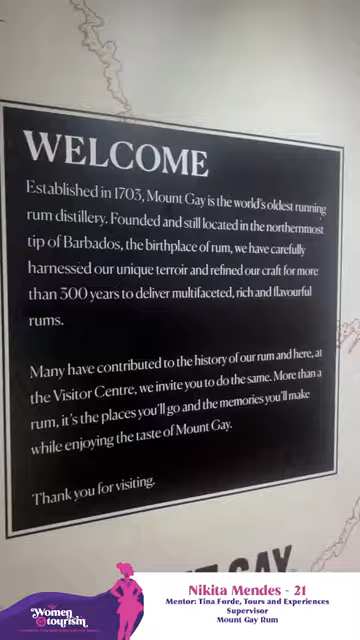 WELCOME
Established in 1703, Mount Gay is the world's oldest running
rum distillery. Founded and still located in the northernmost
tip of Barbados, the birthplace of rum, we have carefully
harnessed our unique terroir and refined our craft for more
than 300 years to deliver multifaceted, rich and flavourful
rums.
Many have contributed to the history of our rum and here, at
the Visitor Centre, we invite you to do the same. More than a
rum, it's the places you'll go and the memories you'll make
while enjoying the taste of Mount Gay.
Thank you for visiting.
GAY
Women
tourism
Nikita Mendes - 21
Mentor: Tina Forde, Tours and Experiences
Supervisor
Mount Gay Rum